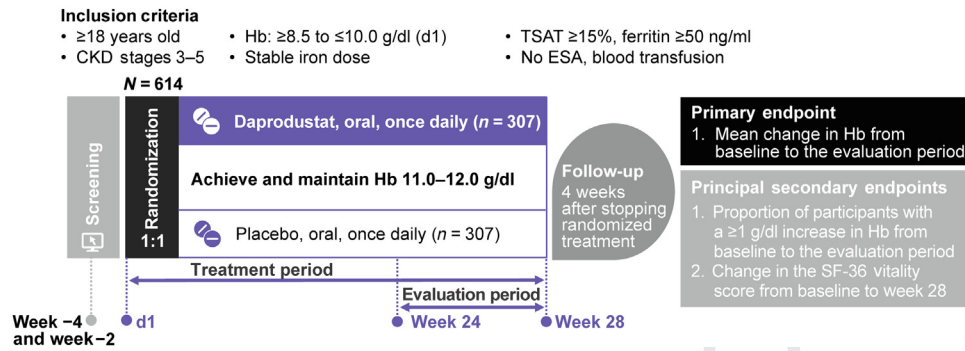 Inclusion criteria
• ≥18 years old
• CKD stages 3–5
• Hb: ≥8.5 to ≤10.0 g/dl (d1)
• Stable iron dose
• TSAT ≥15%, ferritin ≥50 ng/ml
• No ESA, blood transfusion
N = 614
Screening
Randomization
1:1
Daprodustat, oral, once daily (n = 307)
Achieve and maintain Hb 11.0–12.0 g/dl
Placebo, oral, once daily (n = 307)
Follow-up
4 weeks
after stopping
randomized
treatment
Treatment period
Evaluation period
Week −4
and week−2
d1
Week 24
Week 28
Primary endpoint
1. Mean change in Hb from
baseline to the evaluation period
Principal secondary endpoints
1. Proportion of participants with
a ≥1 g/dl increase in Hb from
baseline to the evaluation period
2. Change in the SF-36 vitality
score from baseline to week 28